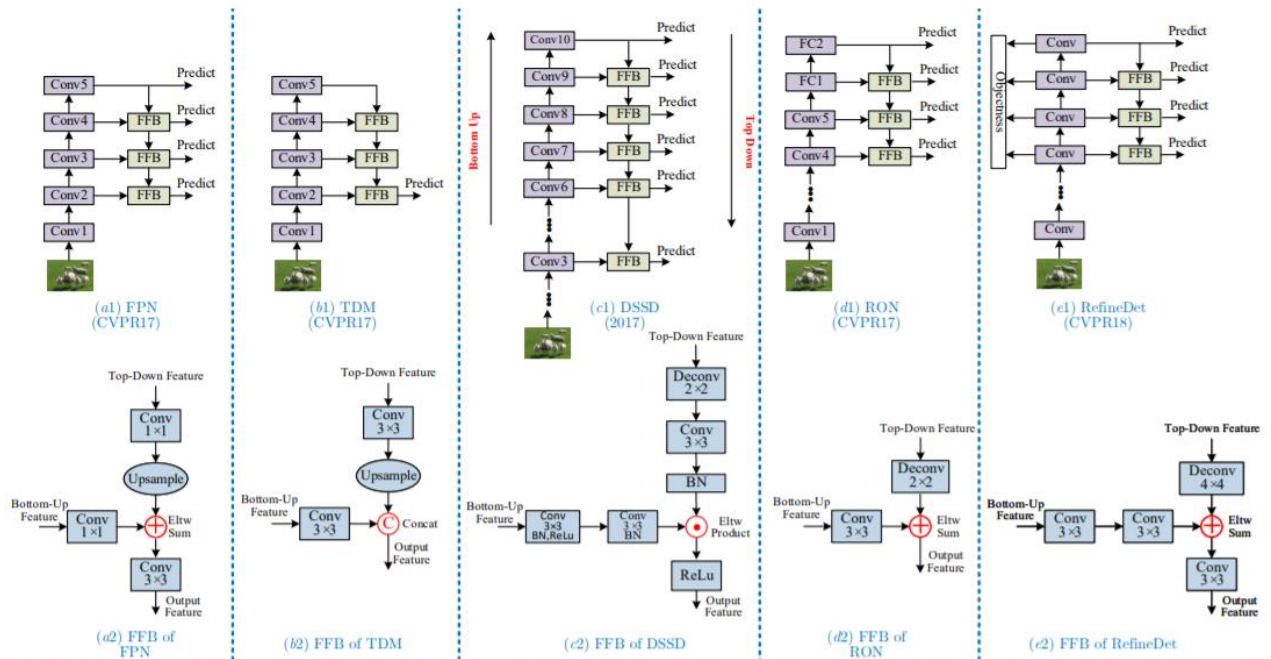 Conv5
Predict
Conv4
FFB
Predict
Conv3
FFB
Predict
Conv2
FFB
Predict
Conv1
(a1) FPN
(CVPR17)
Conv5
Conv4
FFB
Conv3
FFB
Predict
Conv2
FFB
Conv1
(b1) TDM
(CVPR17)
Bottom Up
Conv10
Predict
Conv9
FFB
Predict
Conv8
FFB
Predict
Conv7
FFB
Predict
Conv6
FFB
Predict
Conv3
FFB
Predict
Top Down
(c1) DSSD
(2017)
FC2
Predict
FC1
FFB
Predict
Conv5
FFB
Predict
Conv4
FFB
Predict
Conv1
(d1) RON
(CVPR17)
Objectness
Conv
Predict
Conv
FFB
Predict
Conv
FFB
Predict
Conv
FFB
Predict
Conv
(e1) RefineDet
(CVPR18)
Top-Down Feature
Conv
1×1
Upsample
Bottom-Up
Feature
Conv
1×1
Eltw
Sum
Conv
3×3
Output
Feature
(a2) FFB of
FPN
Top-Down Feature
Conv
3×3
Upsample
Bottom-Up
Feature
Conv
3×3
C
Concat
Output
Feature
(b2) FFB of TDM
Top-Down Feature
Deconv
2×2
Conv
3×3
BN
Bottom-Up
Feature
Conv
3×3
BN,ReLu
Conv
3×3
BN
Eltw
Product
ReLu
Output
Feature
(c2) FFB of DSSD
Top-Down Feature
Deconv
2×2
Bottom-Up
Feature
Conv
3×3
Eltw
Sum
Output
Feature
(d2) FFB of
RON
Top-Down Feature
Deconv
4×4
Bottom-Up
Feature
Conv
3×3
Conv
3×3
Eltw
Sum
Conv
3×3
Output
Feature
(e2) FFB of RefineDet